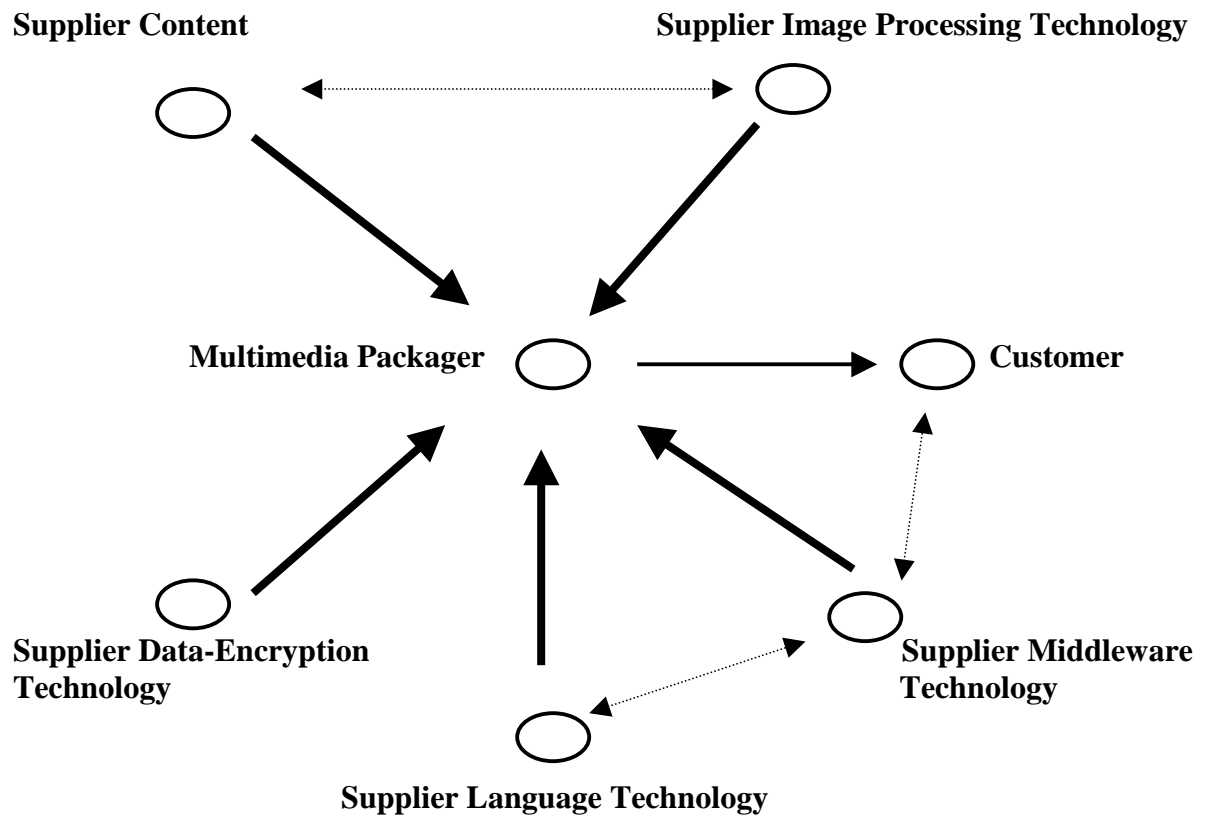 Supplier Content
Supplier Image Processing Technology
Multimedia Packager
Customer
Supplier Data-Encryption
Technology
Supplier Middleware
Technology
Supplier Language Technology